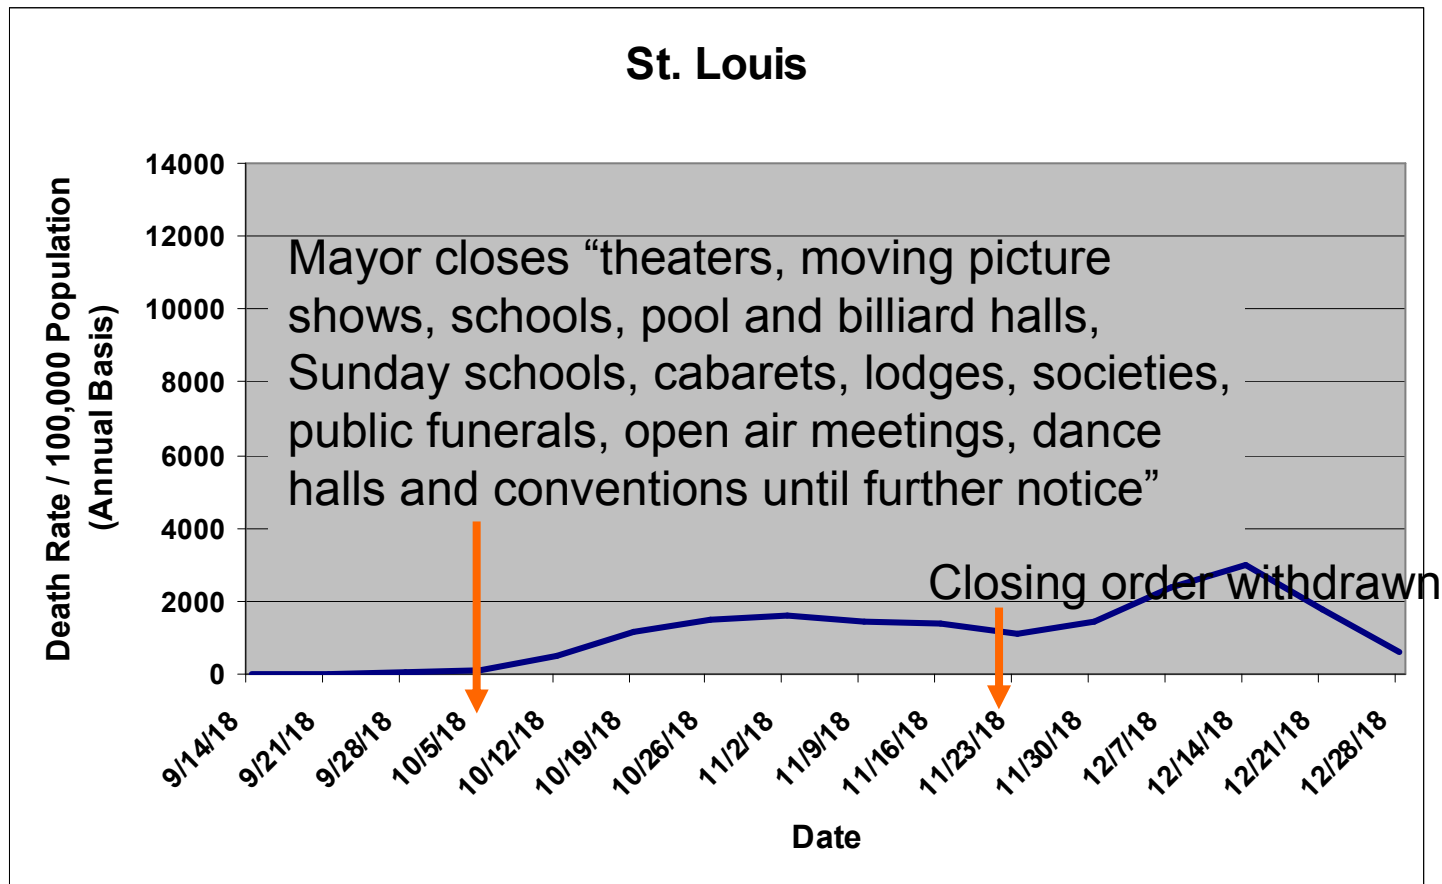 St. Louis
Death Rate / 100,000 Population
(Annual Basis)
14000
12000
10000
8000
6000
4000
2000
0
Mayor closes “theaters, moving picture
shows, schools, pool and billiard halls,
Sunday schools, cabarets, lodges, societies,
public funerals, open air meetings, dance
halls and conventions until further notice”
Closing order withdrawn
9/14/18
9/21/18
9/28/18
10/5/18
10/12/18
10/19/18
10/26/18
11/2/18
11/9/18
11/16/18
11/23/18
11/30/18
12/7/18
12/14/18
12/21/18
12/28/18
Date